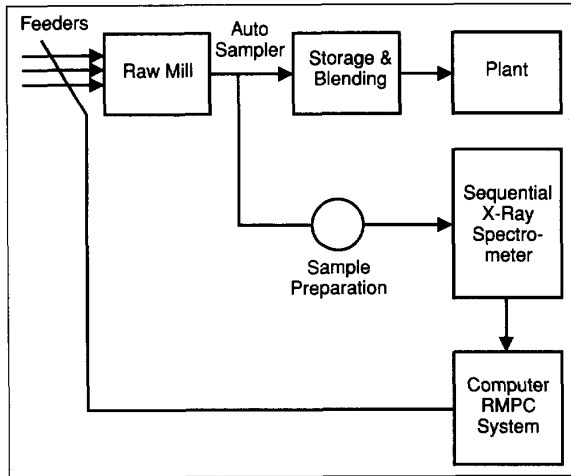 Feeders
Raw Mill
Auto
Sampler
Storage &
Blending
Plant
Sample
Preparation
Sequential
X-Ray
Spectro-
meter
Computer
RMPC
System